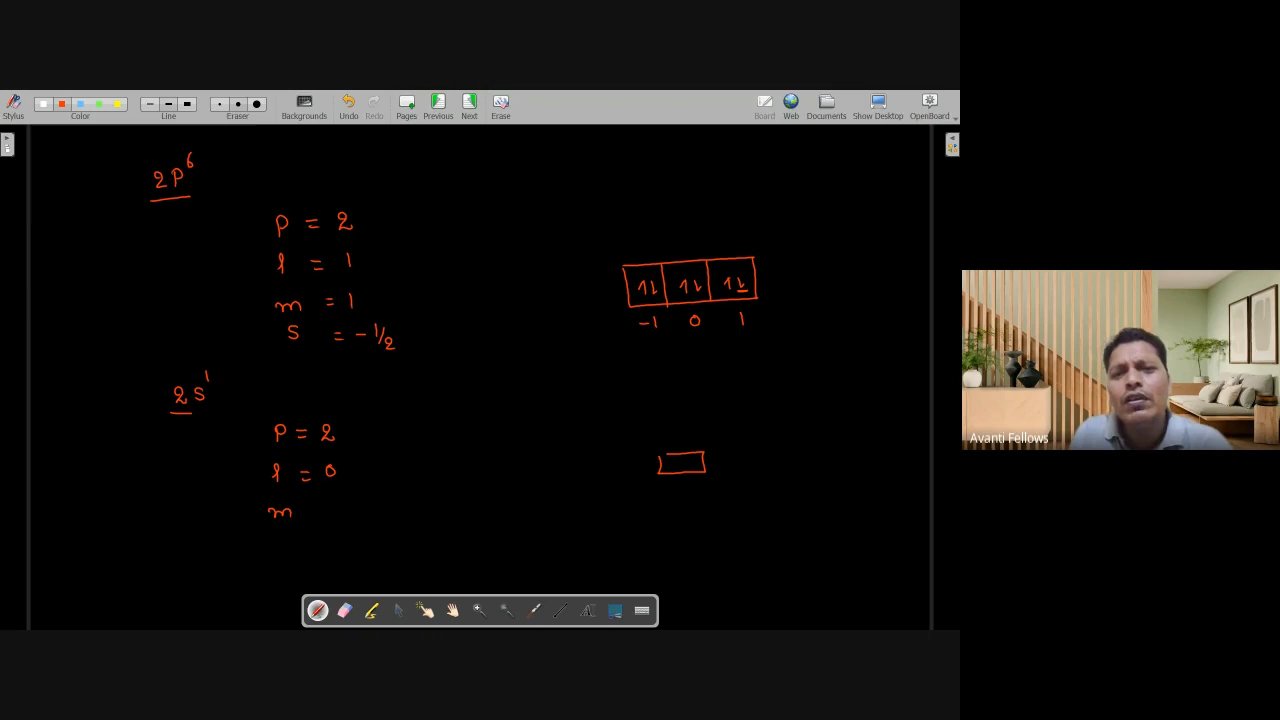 Stylus
Color
Line
Eraser
Backgrounds
Undo
Redo
Pages
Previous
Next
Erase
Board
Web
Documents
Show Desktop
OpenBoard
2P⁶
P = 2
l = 1
m = 1
S = -1/2
1↓ 1↓ 1↓
-1 0 1
2S¹
P = 2
l = 0
m
Avanti Fellows